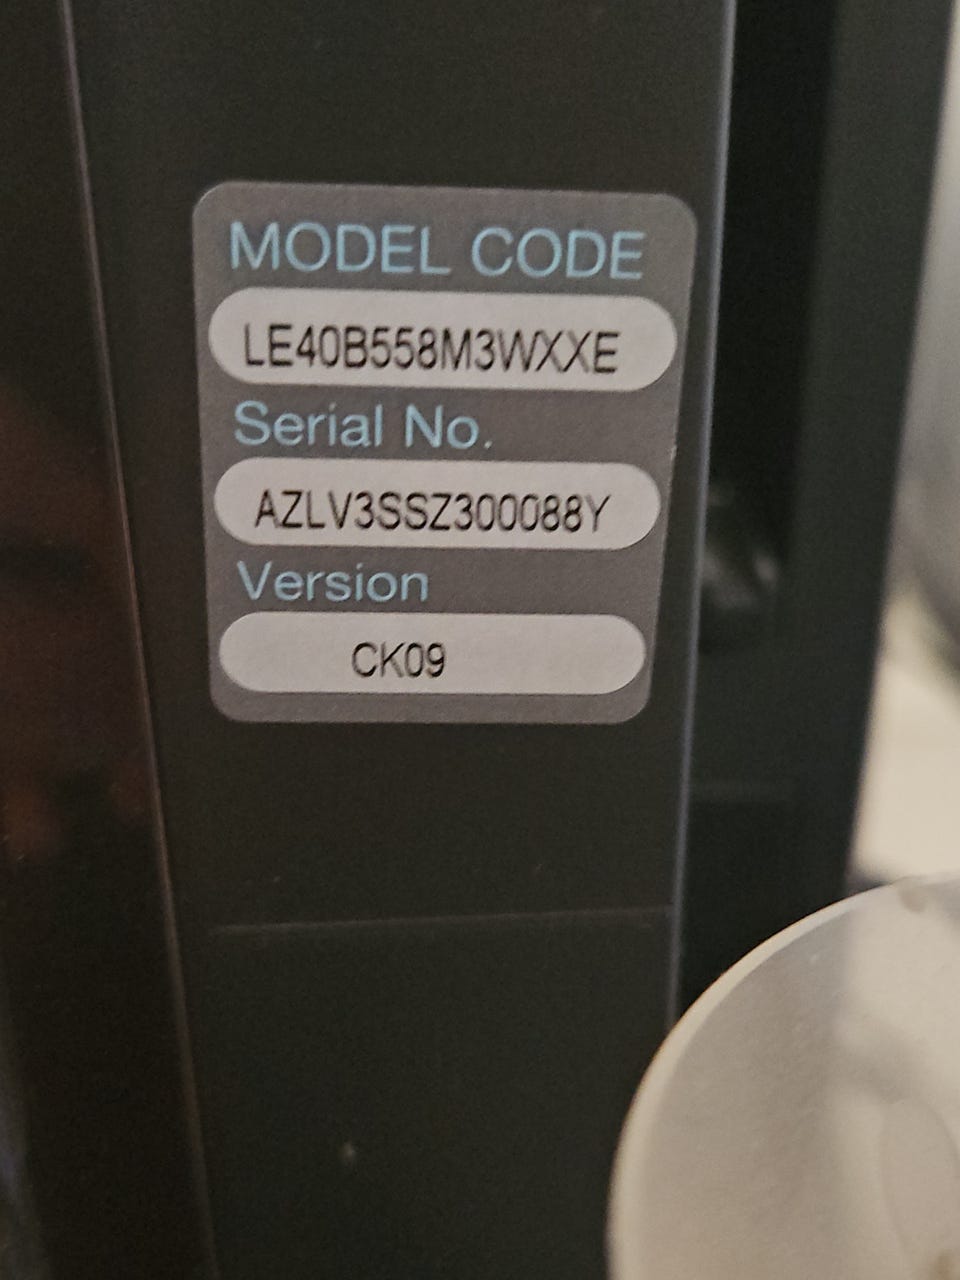 MODEL CODE
LE40B558M3WXXE
Serial No.
AZLV3SSZ300088Y
Version
CK09